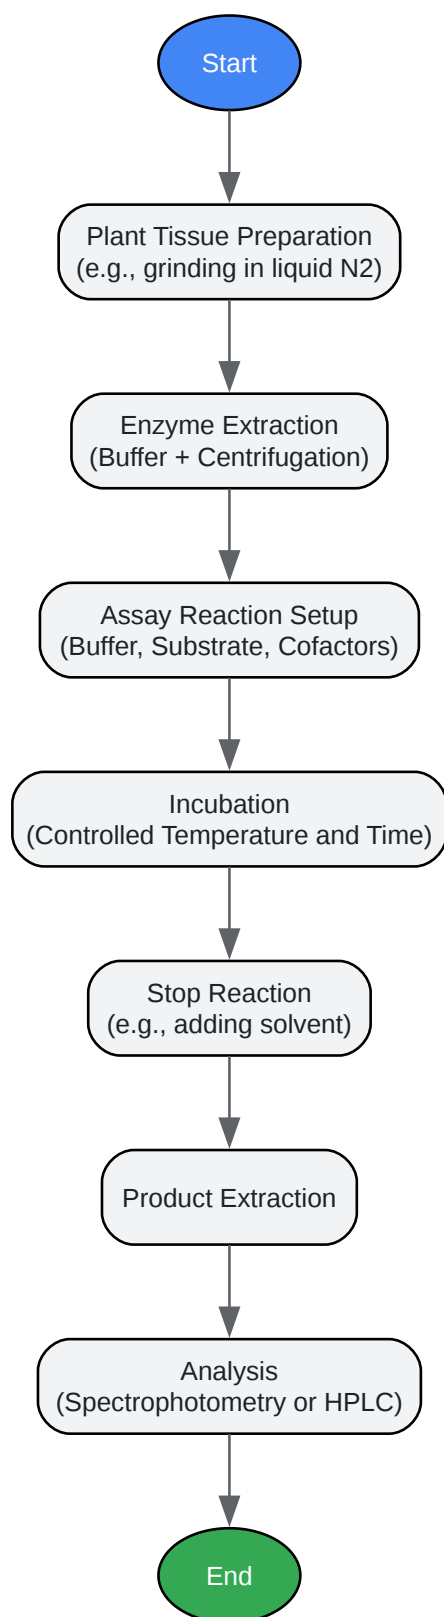 Start
Plant Tissue Preparation
(e.g., grinding in liquid N2)
Enzyme Extraction
(Buffer + Centrifugation)
Assay Reaction Setup
(Buffer, Substrate, Cofactors)
Incubation
(Controlled Temperature and Time)
Stop Reaction
(e.g., adding solvent)
Product Extraction
Analysis
(Spectrophotometry or HPLC)
End